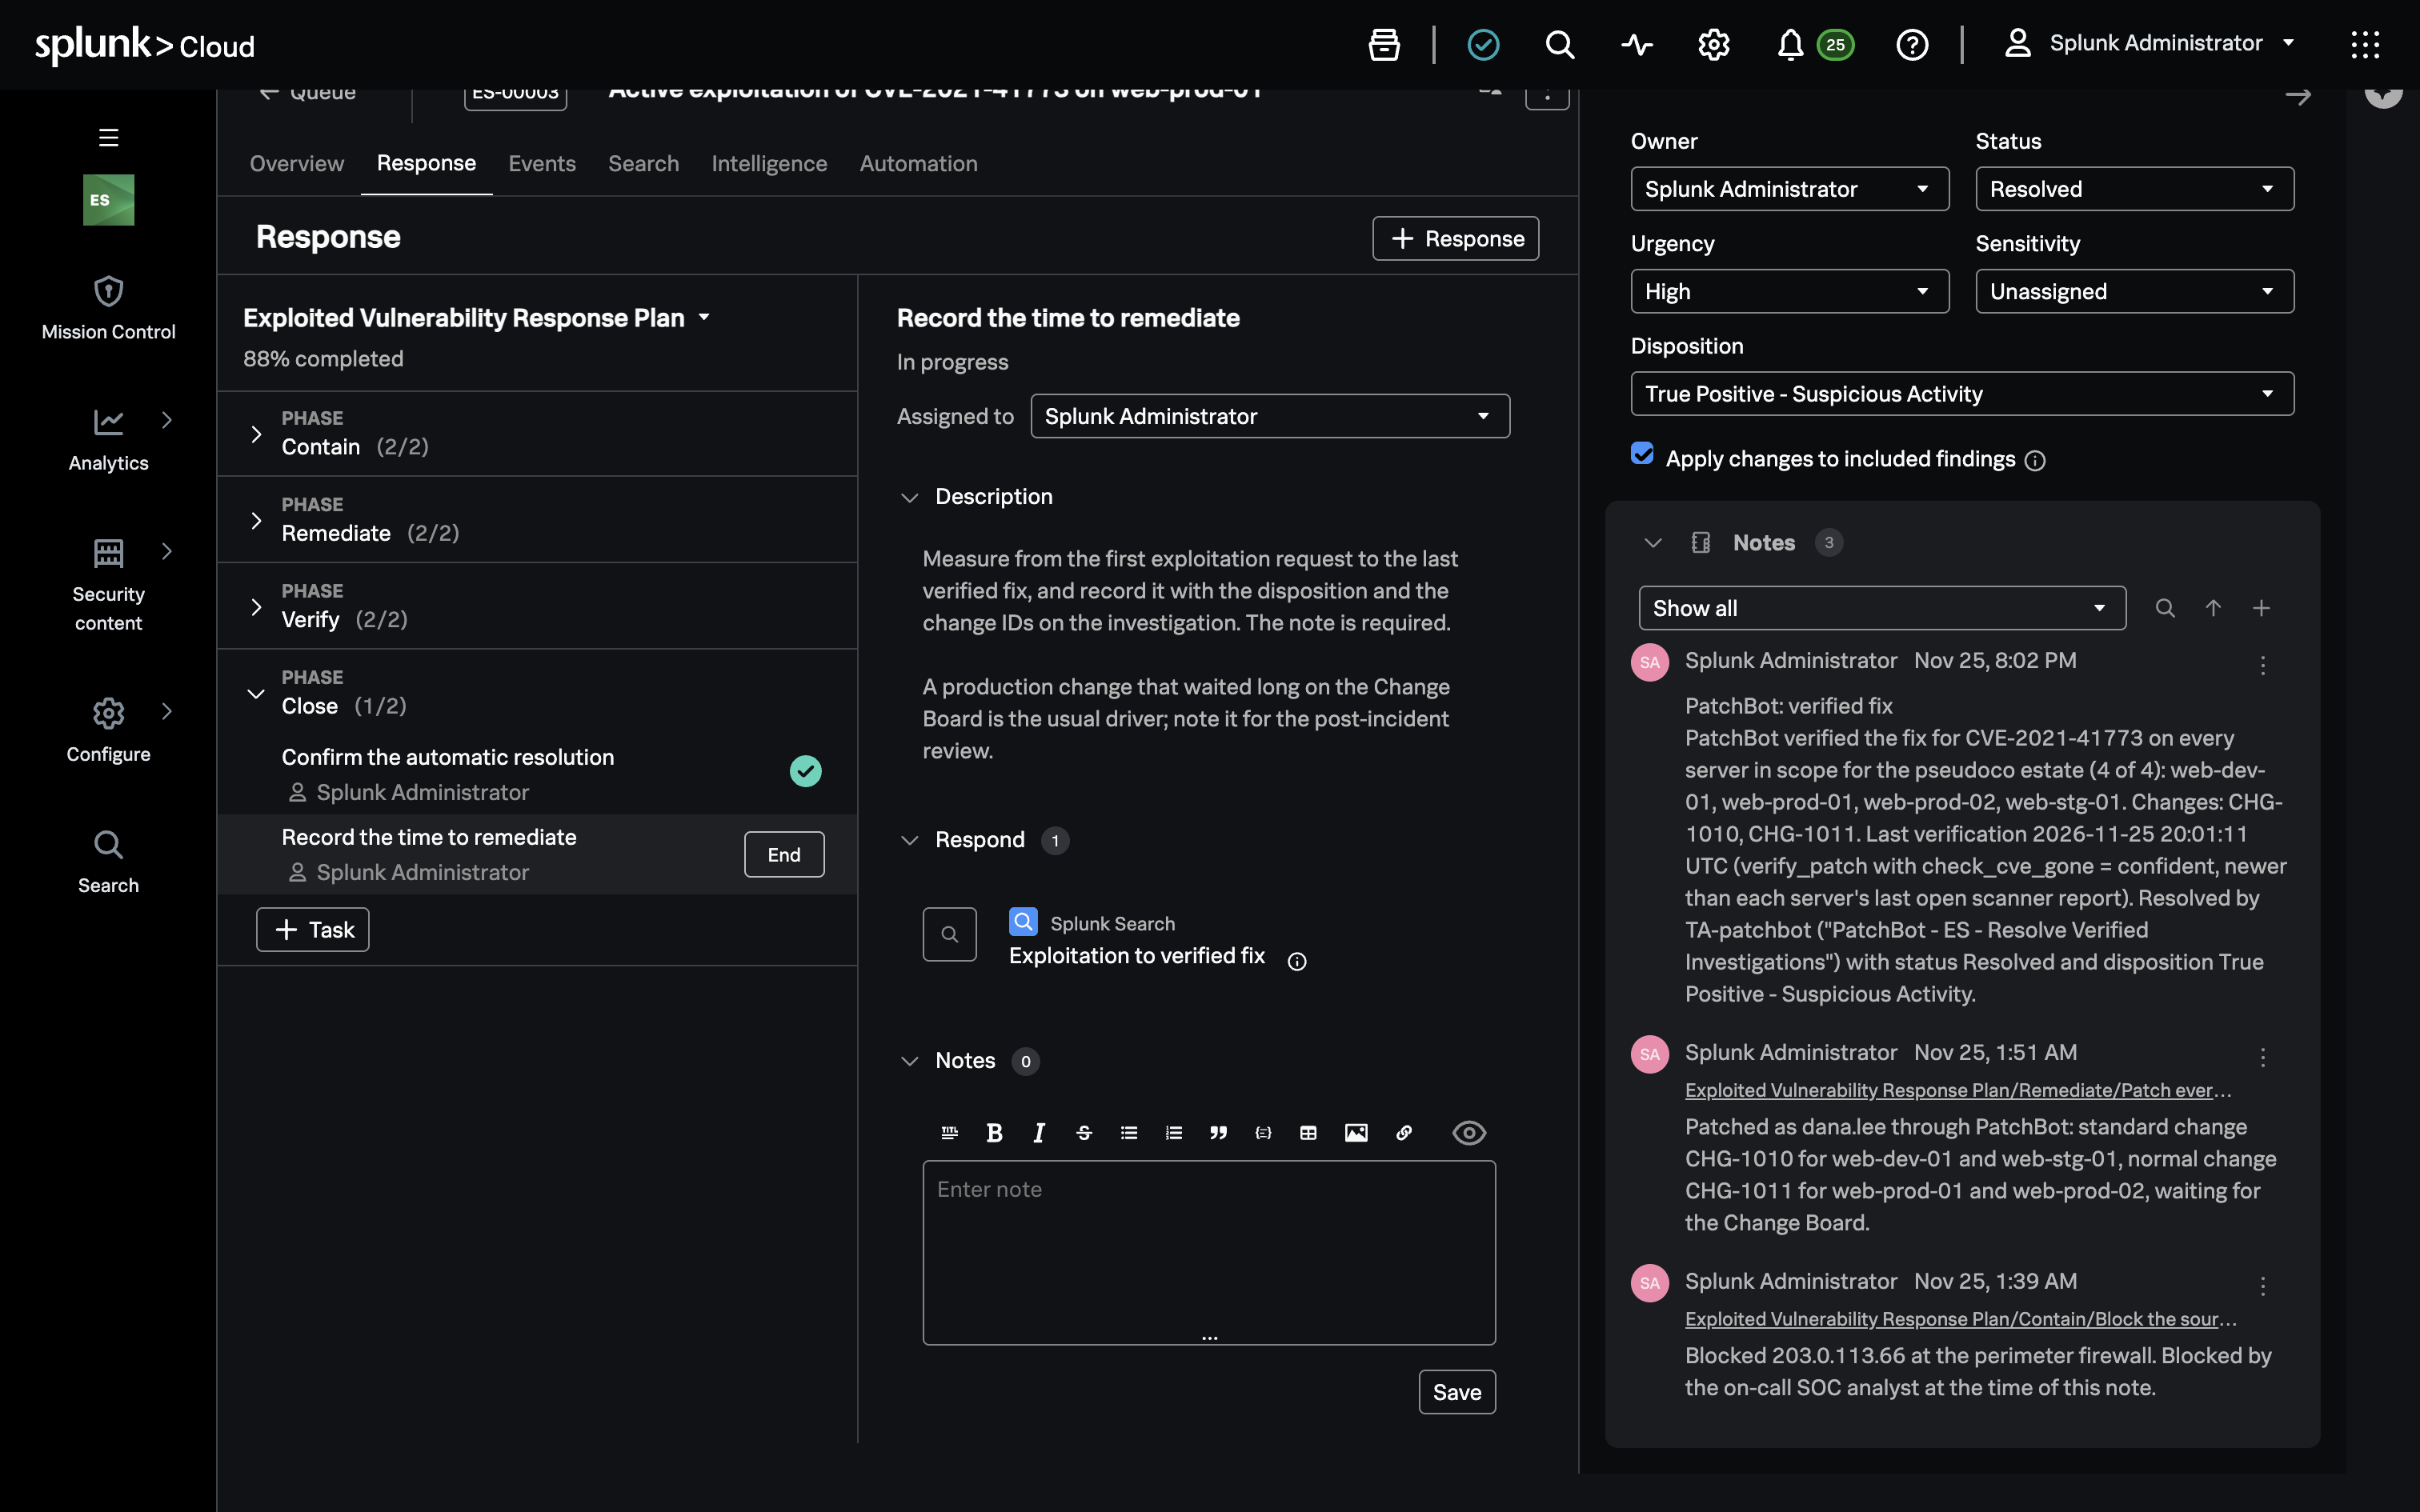 splunk>Cloud
25
Splunk Administrator
Queue
ES-00003
Active exploitation of CVE-2021-41773 on web-prod-01
ES
Mission Control
Analytics
Security
content
Configure
Search
Overview
Response
Events
Search
Intelligence
Automation
Response
Response
Exploited Vulnerability Response Plan
88% completed
PHASE
Contain (2/2)
PHASE
Remediate (2/2)
PHASE
Verify (2/2)
PHASE
Close (1/2)
Confirm the automatic resolution
Splunk Administrator
Record the time to remediate
Splunk Administrator
End
Task
Record the time to remediate
In progress
Assigned to
Splunk Administrator
Description
Measure from the first exploitation request to the last
verified fix, and record it with the disposition and the
change IDs on the investigation. The note is required.
A production change that waited long on the Change
Board is the usual driver; note it for the post-incident
review.
Respond 1
Splunk Search
Exploitation to verified fix
Notes 0
TITL
Enter note
Save
Owner
Splunk Administrator
Status
Resolved
Urgency
High
Sensitivity
Unassigned
Disposition
True Positive - Suspicious Activity
Apply changes to included findings
Notes 3
Show all
SA
Splunk Administrator Nov 25, 8:02 PM
PatchBot: verified fix
PatchBot verified the fix for CVE-2021-41773 on every
server in scope for the pseudoco estate (4 of 4): web-dev-
01, web-prod-01, web-prod-02, web-stg-01. Changes: CHG-
1010, CHG-1011. Last verification 2026-11-25 20:01:11
UTC (verify_patch with check_cve_gone = confident, newer
than each server's last open scanner report). Resolved by
TA-patchbot ("PatchBot - ES - Resolve Verified
Investigations") with status Resolved and disposition True
Positive - Suspicious Activity.
SA
Splunk Administrator Nov 25, 1:51 AM
Exploited Vulnerability Response Plan/Remediate/Patch ever...
Patched as dana.lee through PatchBot: standard change
CHG-1010 for web-dev-01 and web-stg-01, normal change
CHG-1011 for web-prod-01 and web-prod-02, waiting for
the Change Board.
SA
Splunk Administrator Nov 25, 1:39 AM
Exploited Vulnerability Response Plan/Contain/Block the sour...
Blocked 203.0.113.66 at the perimeter firewall. Blocked by
the on-call SOC analyst at the time of this note.